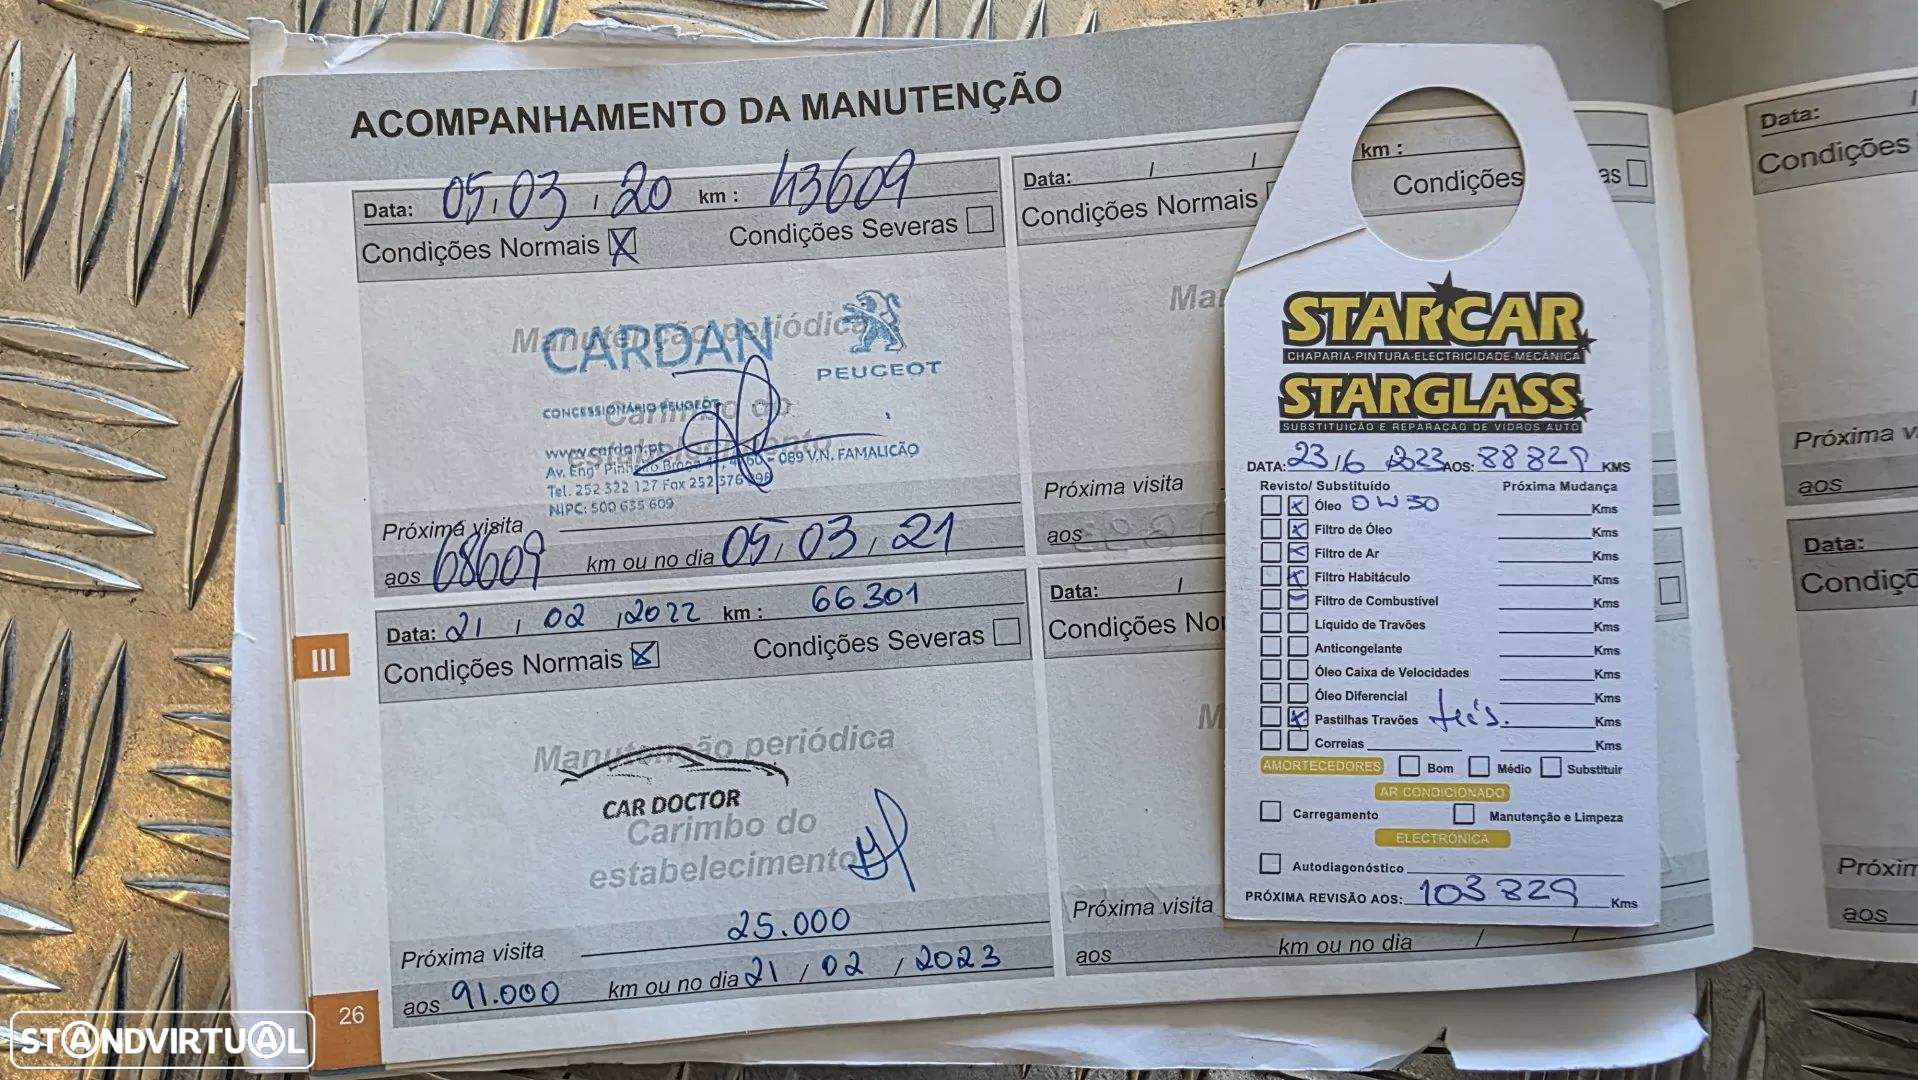 ACOMPANHAMENTO DA MANUTENÇÃO
Data: 05 / 03 / 20 km : 43609
Condições Normais X Condições Severas
Manutenção periódica
CARDAN
PEUGEOT
CONCESSIONÁRIO PEUGEOT
Carimbo do
estabelecimento
www.cardan.pt
Av. Engº Pinheiro Braga 4760 - 089 V.N. FAMALICÃO
Tel. 252 322 127 Fax 252 376
NIPC: 500 635 609
Próxima visita
aos 68609 km ou no dia 05 / 03 / 21
Data: 21 / 02 / 2022 km : 66301
Condições Normais X Condições Severas
Manutenção periódica
CAR DOCTOR
Carimbo do
estabelecimento
Próxima visita 25.000
aos 91.000 km ou no dia 21 / 02 / 2023
III
26
Data: / / km :
Condições Normais Condições
as
Próxima visita
aos
Data: /
Condições
Próxima visita
aos km ou no dia / /
STARCAR
CHAPARIA-PINTURA-ELECTRICIDADE-MECÂNICA
STARGLASS
SUBSTITUIÇÃO E REPARAÇÃO DE VIDROS AUTO
DATA: 23/6 2023 AOS: 88829 KMS
Revisto/ Substituído Próxima Mudança
X Óleo 0W30 Kms
X Filtro de Óleo Kms
X Filtro de Ar Kms
X Filtro Habitáculo Kms
Filtro de Combustível Kms
Líquido de Travões Kms
Anticongelante Kms
Óleo Caixa de Velocidades Kms
Óleo Diferencial Kms
X Pastilhas Travões Kms
Correias Kms
AMORTECEDORES Bom Médio Substituir
AR CONDICIONADO
Carregamento Manutenção e Limpeza
ELECTRÓNICA
Autodiagonóstico
PRÓXIMA REVISÃO AOS: 103829 Kms
Data: /
Condições
Próxima
aos
Data:
aos
STANDVIRTUAL